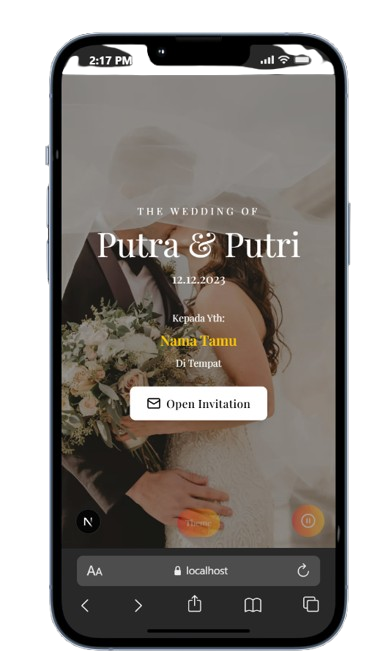 2:17 PM
THE WEDDING OF
Putra & Putri
12.12.2023
Kepada Yth:
Nama Tamu
Di Tempat
Open Invitation
N
Theme
AA
localhost